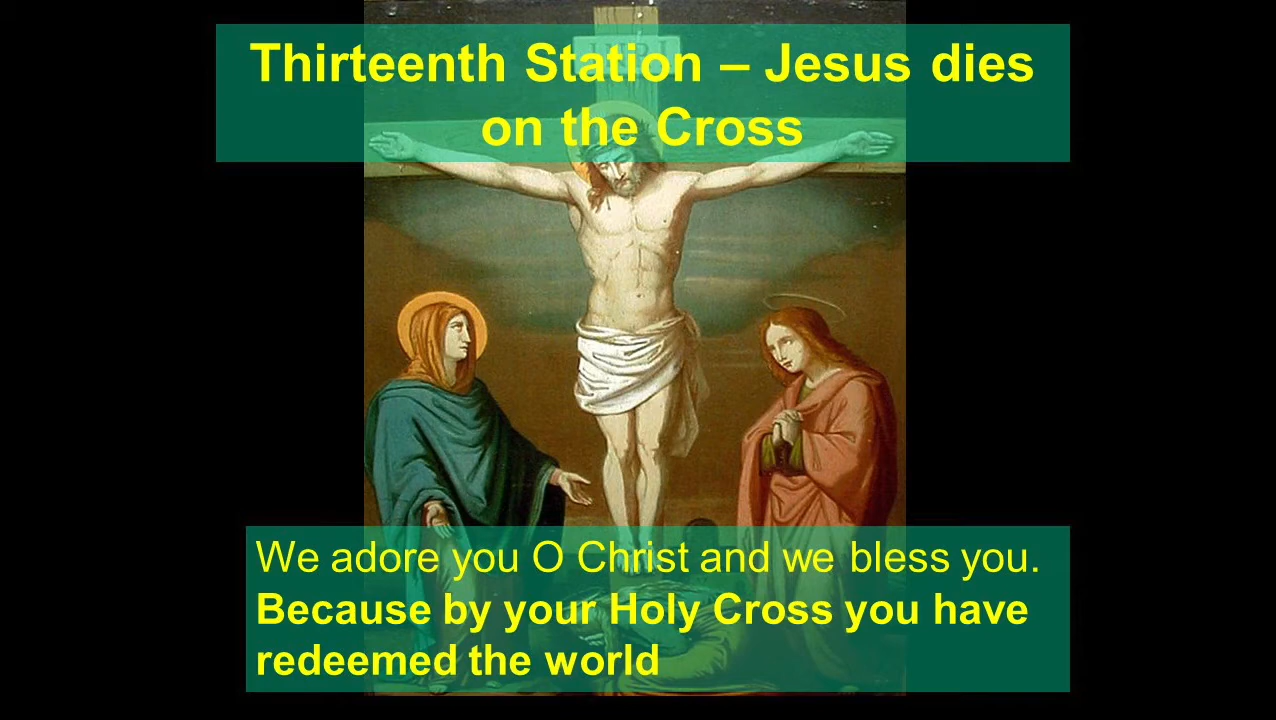 Thirteenth Station – Jesus dies
on the Cross
We adore you O Christ and we bless you.
Because by your Holy Cross you have
redeemed the world